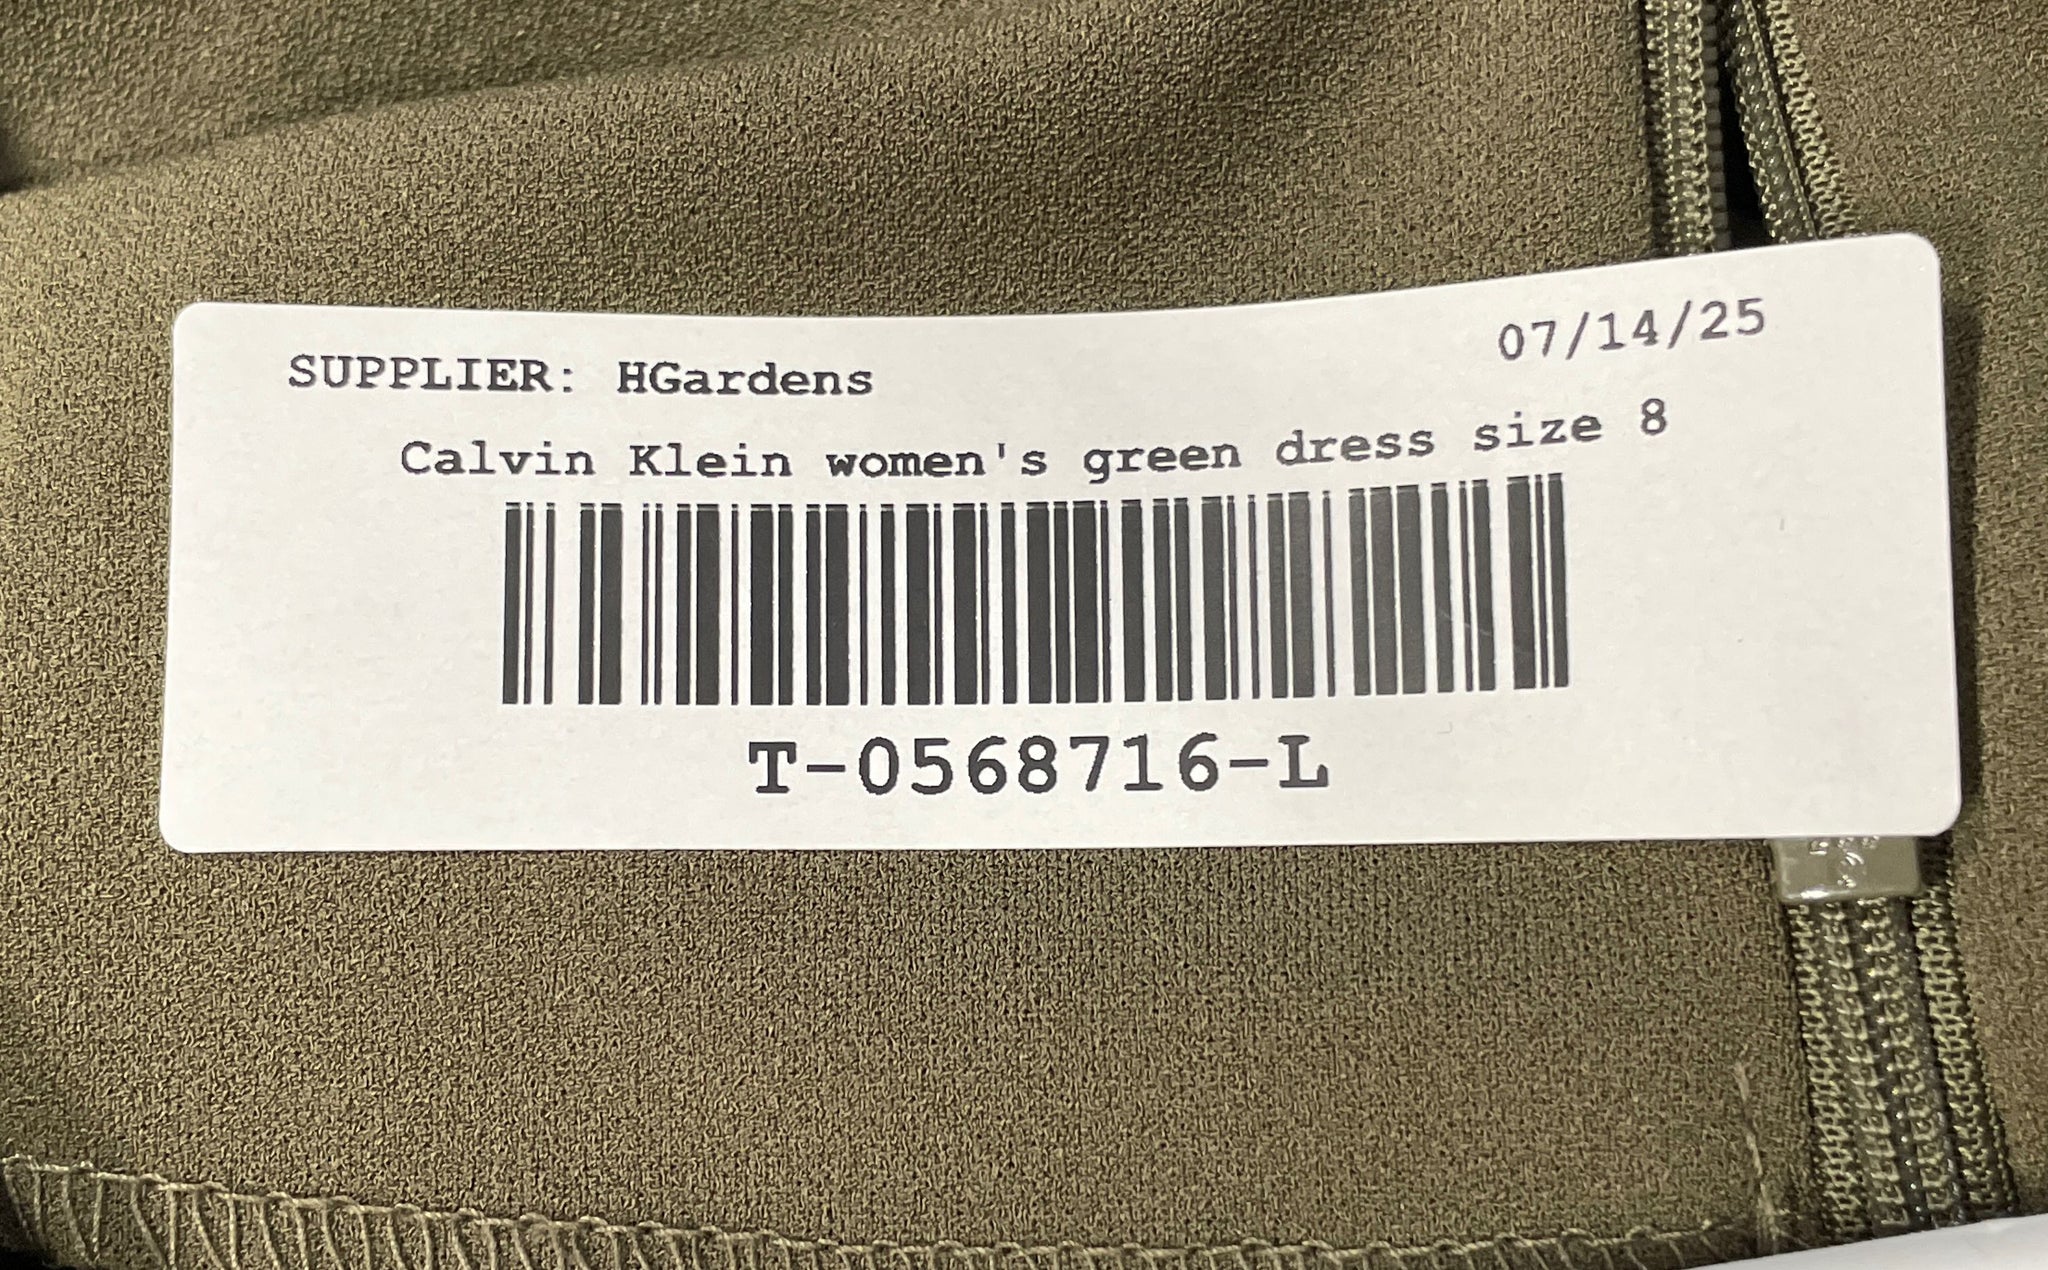 07/14/25
SUPPLIER: HGardens
Calvin Klein women's green dress size 8
T-0568716-L